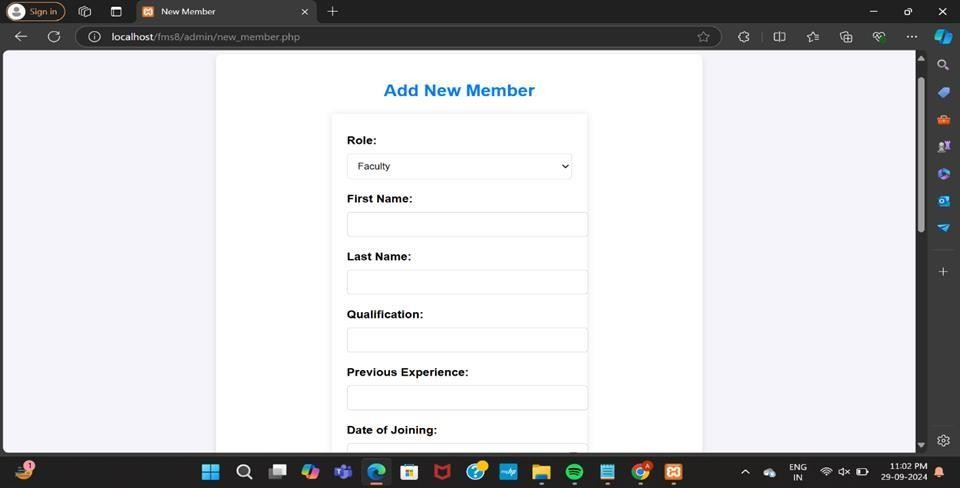 Sign in
New Member
localhost/fms8/admin/new_member.php
Add New Member
Role:
Faculty
First Name:
Last Name:
Qualification:
Previous Experience:
Date of Joining:
1
ENG
IN
11:02 PM
29-09-2024